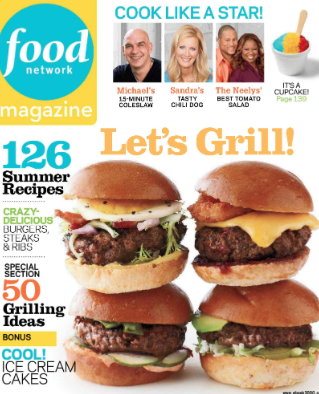 COOK LIKE A STAR!
food
network
magazine
Michael's
15-MINUTE
COLESLAW
Sandra's
TASTY
CHILI DOG
The Neelys'
BEST TOMATO
SALAD
IT'S A
CUPCAKE!
Page 139
Let's Grill!
126
Summer
Recipes
CRAZY-
DELICIOUS
BURGERS,
STEAKS
& RIBS
SPECIAL
SECTION
50
Grilling
Ideas
BONUS
COOL!
ICE CREAM
CAKES